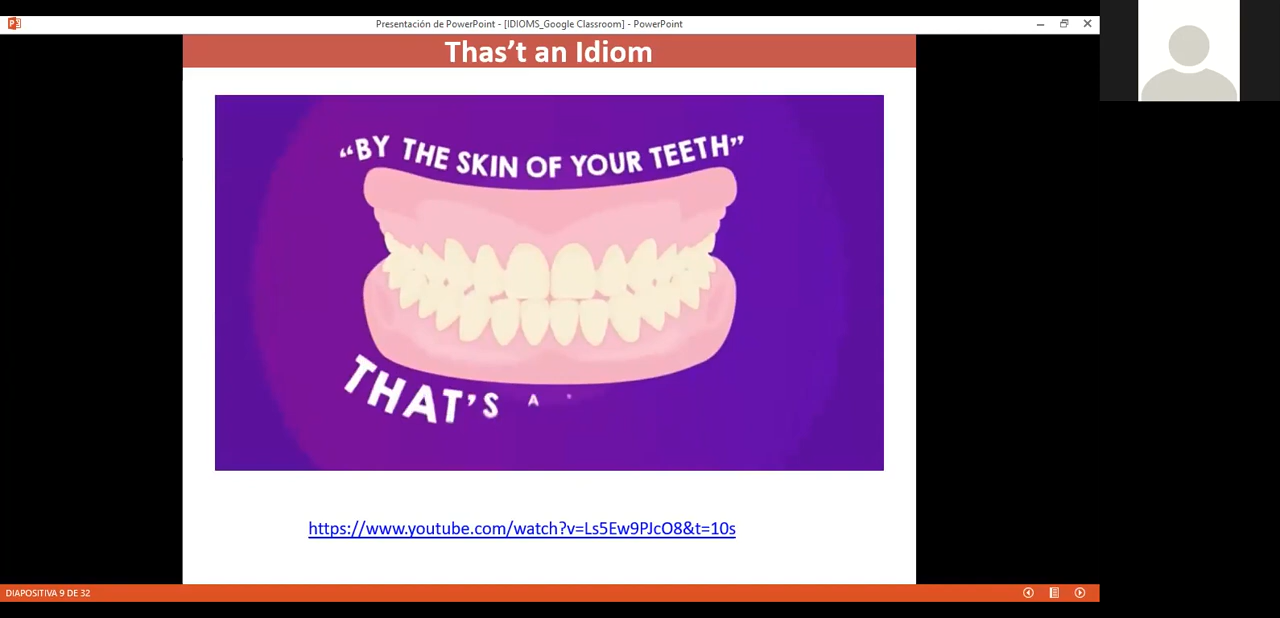 Presentación de PowerPoint - [IDIOMS_Google Classroom] - PowerPoint
Thas't an Idiom
“BY THE SKIN OF YOUR TEETH”
THAT’S A
https://www.youtube.com/watch?v=Ls5Ew9PJcO8&t=10s
DIAPOSITIVA 9 DE 32